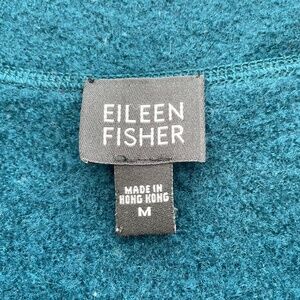 EILEEN
FISHER
MADE IN
HONG KONG
M